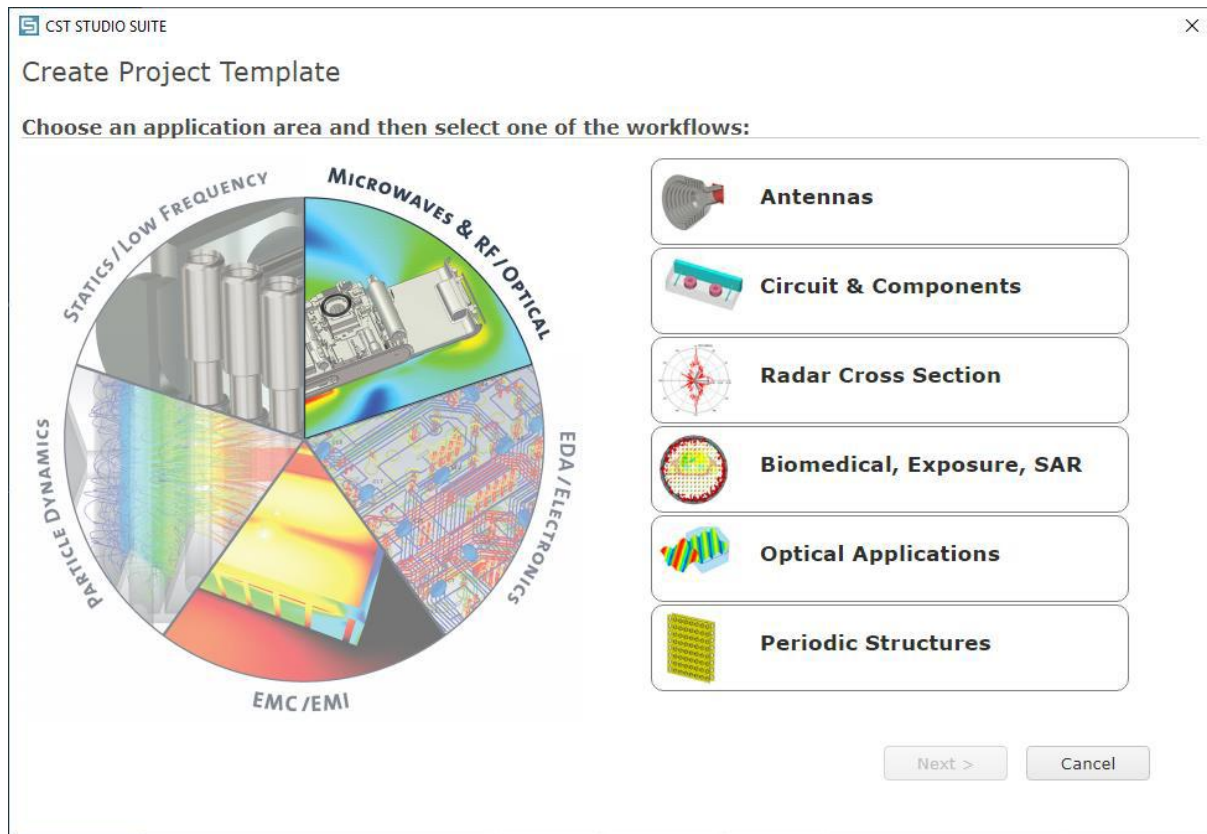 CST STUDIO SUITE
Create Project Template
Choose an application area and then select one of the workflows:
STATICS/LOW FREQUENCY
MICROWAVES & RF/OPTICAL
EDA/ELECTRONICS
EMC/EMI
PARTICLE DYNAMICS
Antennas
Circuit & Components
Radar Cross Section
Biomedical, Exposure, SAR
Optical Applications
Periodic Structures
Next >
Cancel